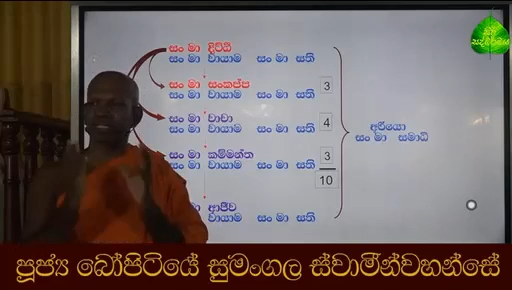 සං මා දිට්ඨි
සං මා වායාම සං මා සති
සං මා සංකප්ප
සං මා වායාම සං මා සති
3
සං මා වාචා
සං මා වායාම සං මා සති
4
සං මා කම්මන්ත
සං මා වායාම සං මා සති
3
10
මා ආජීව
වායාම සං මා සති
අරියො
සං මා සමාධි
පූජ්‍ය බෝපිටියේ සුමංගල ස්වාමීන්වහන්සේ